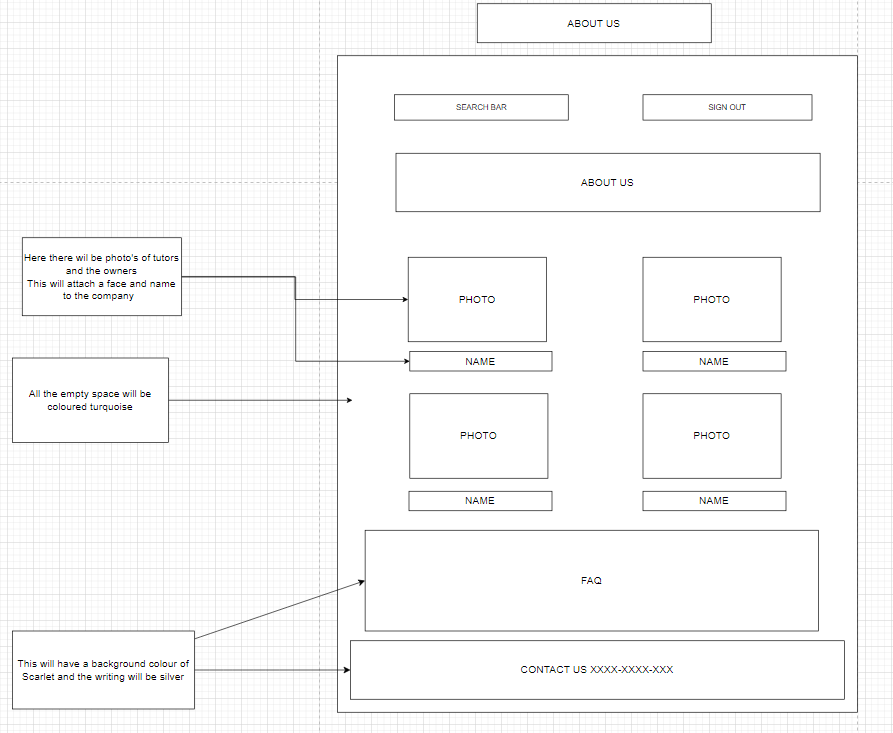 ABOUT US
SEARCH BAR
SIGN OUT
ABOUT US
Here there wil be photo's of tutors
and the owners
This will attach a face and name
to the company
PHOTO
PHOTO
NAME
NAME
All the empty space will be
coloured turquoise
PHOTO
PHOTO
NAME
NAME
FAQ
This will have a background colour of
Scarlet and the writing will be silver
CONTACT US XXXX-XXXX-XXX